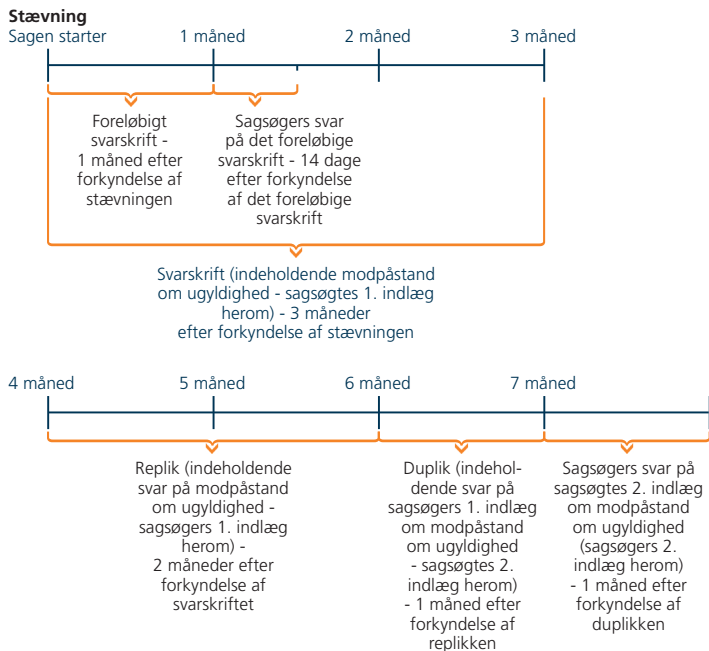 Stævning
Sagen starter
1 måned
2 måned
3 måned
Foreløbigt
svarskrift -
1 måned efter
forkyndelse af
stævningen
Sagsøgers svar
på det foreløbige
svarskrift - 14 dage
efter forkyndelse
af det foreløbige
svarskrift
Svarskrift (indeholdende modpåstand
om ugyldighed - sagsøgtes 1. indlæg
herom) - 3 måneder
efter forkyndelse af stævningen
4 måned
5 måned
6 måned
7 måned
Replik (indeholdende
svar på modpåstand
om ugyldighed -
sagsøgers 1. indlæg
herom) -
2 måneder efter
forkyndelse af
svarskriftet
Duplik (indehol-
dende svar på
sagsøgers 1. indlæg
om modpåstand
om ugyldighed
- sagsøgtes 2.
indlæg herom)
- 1 måned efter
forkyndelse af
replikken
Sagsøgers svar på
sagsøgtes 2. indlæg
om modpåstand
om ugyldighed
(sagsøgers 2.
indlæg herom)
- 1 måned efter
forkyndelse af
duplikken